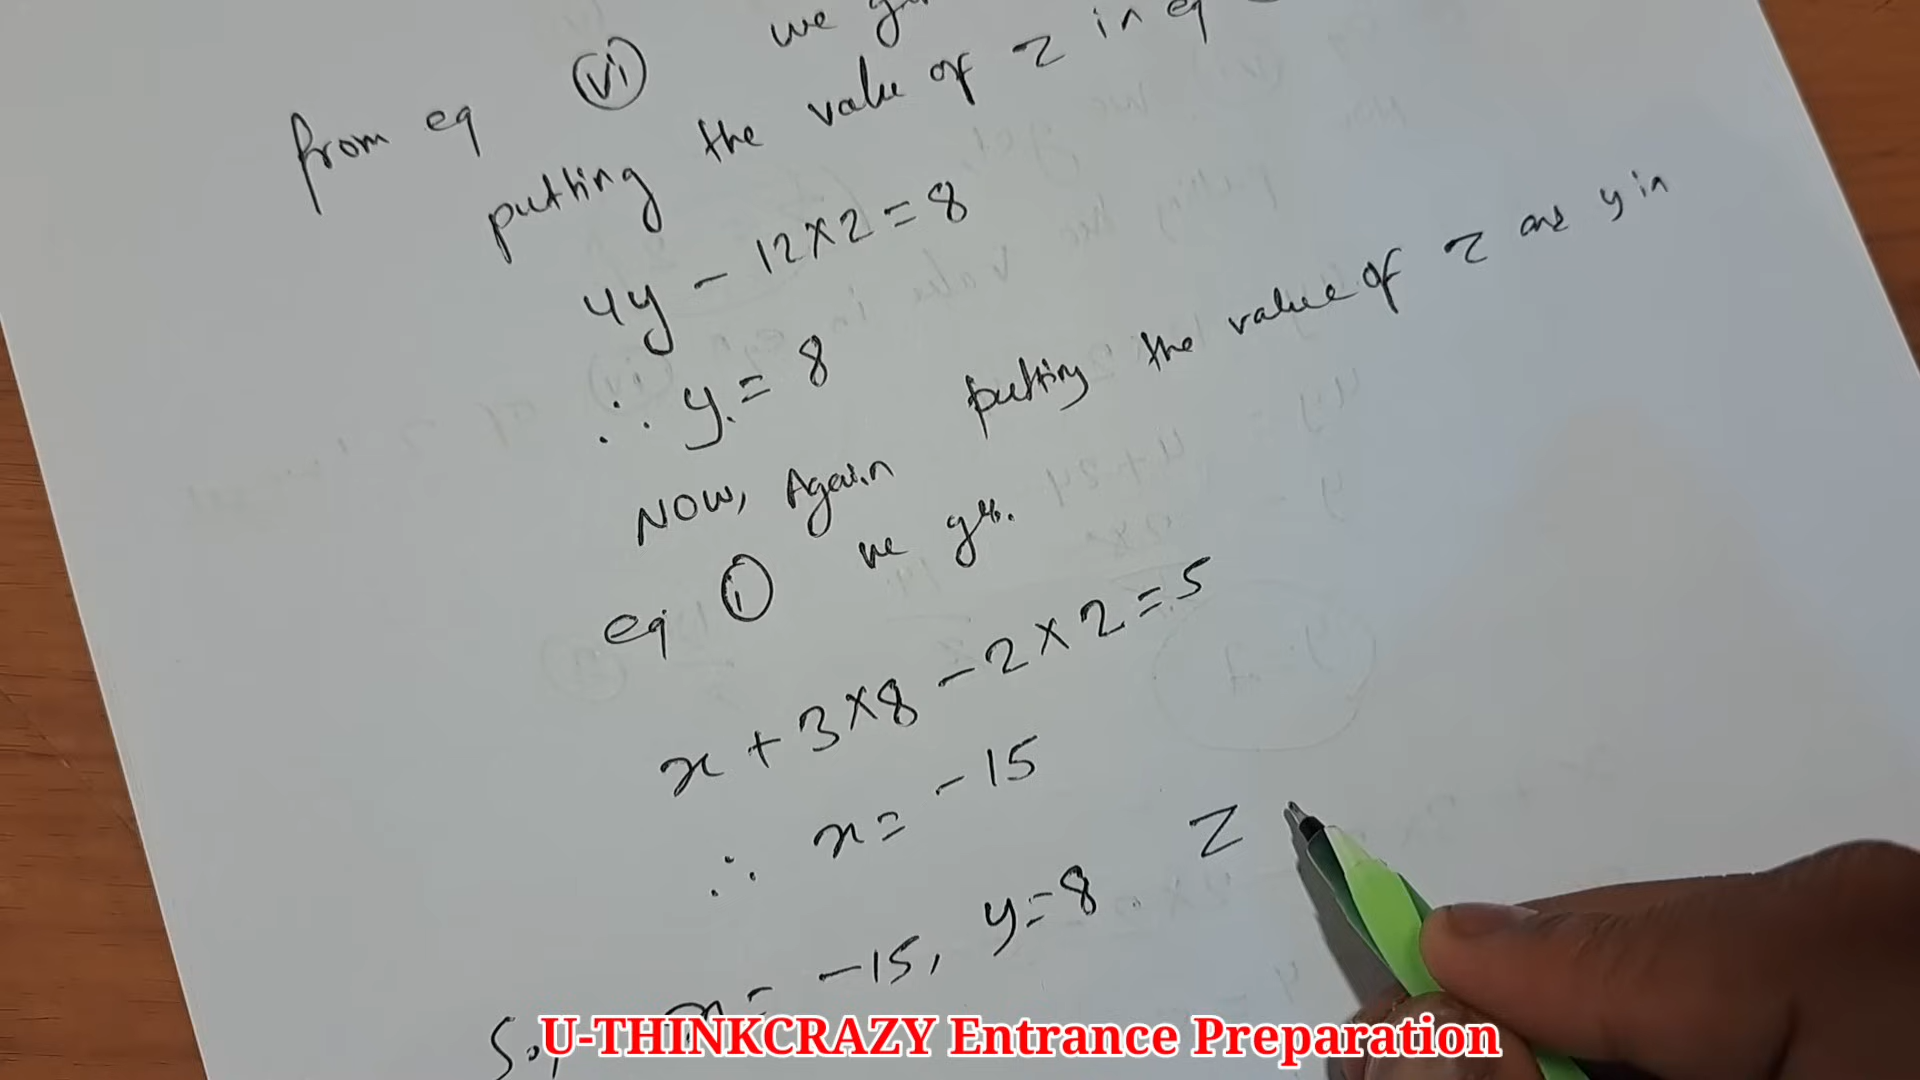 we
from eq (vi)
putting the value of z in eq
4y - 12×2 = 8
∴ y = 8
NOW, Again putting the value of z and y in
eq (i) we get.
x + 3×8 - 2×2 = 5
∴ x = -15
So, x = -15, y = 8 z
U-THINKCRAZY Entrance Preparation